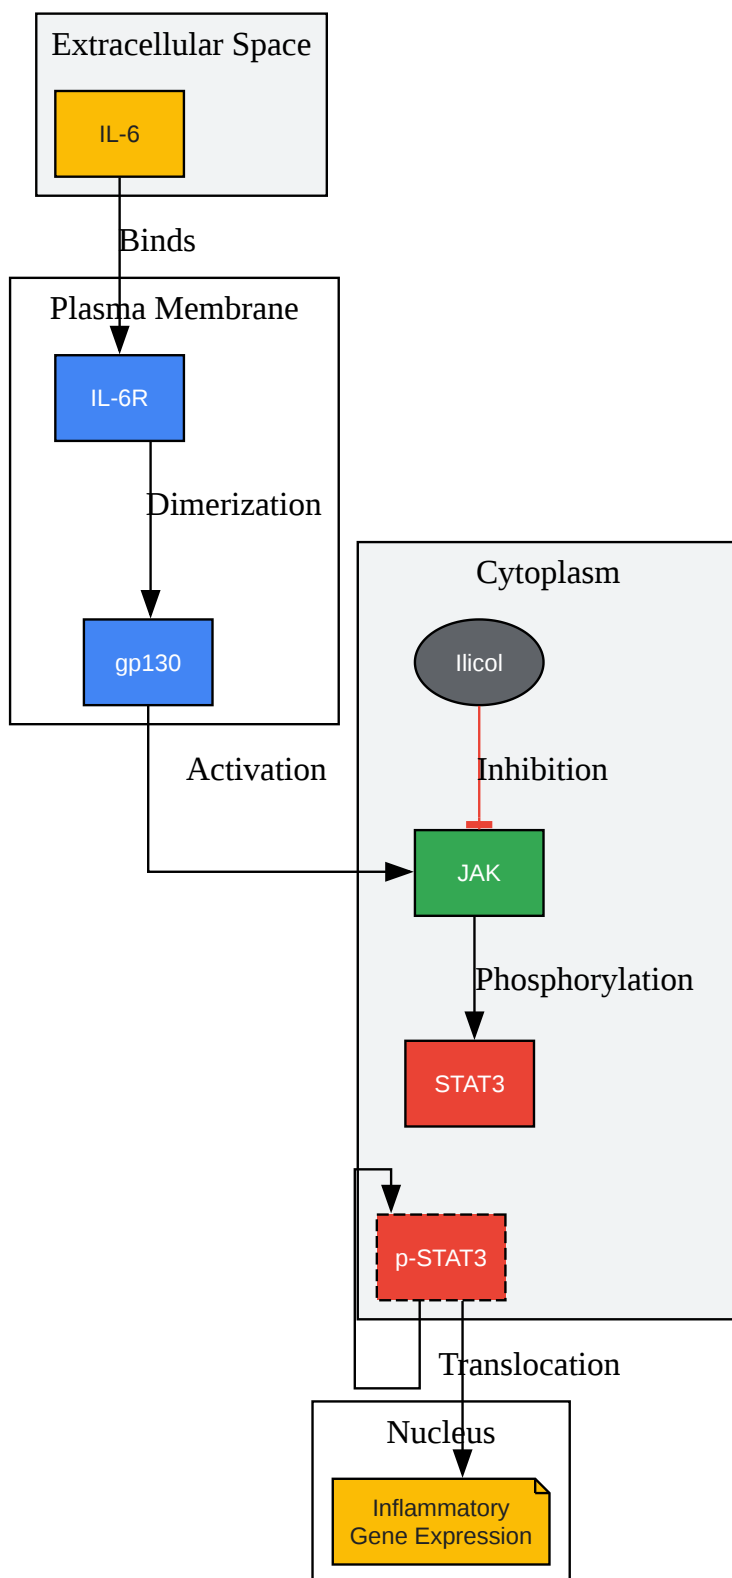 Extracellular Space
IL-6
Binds
Plasma Membrane
IL-6R
Dimerization
gp130
Activation
Cytoplasm
Ilicol
Inhibition
JAK
Phosphorylation
STAT3
p-STAT3
Translocation
Nucleus
Inflammatory
Gene Expression